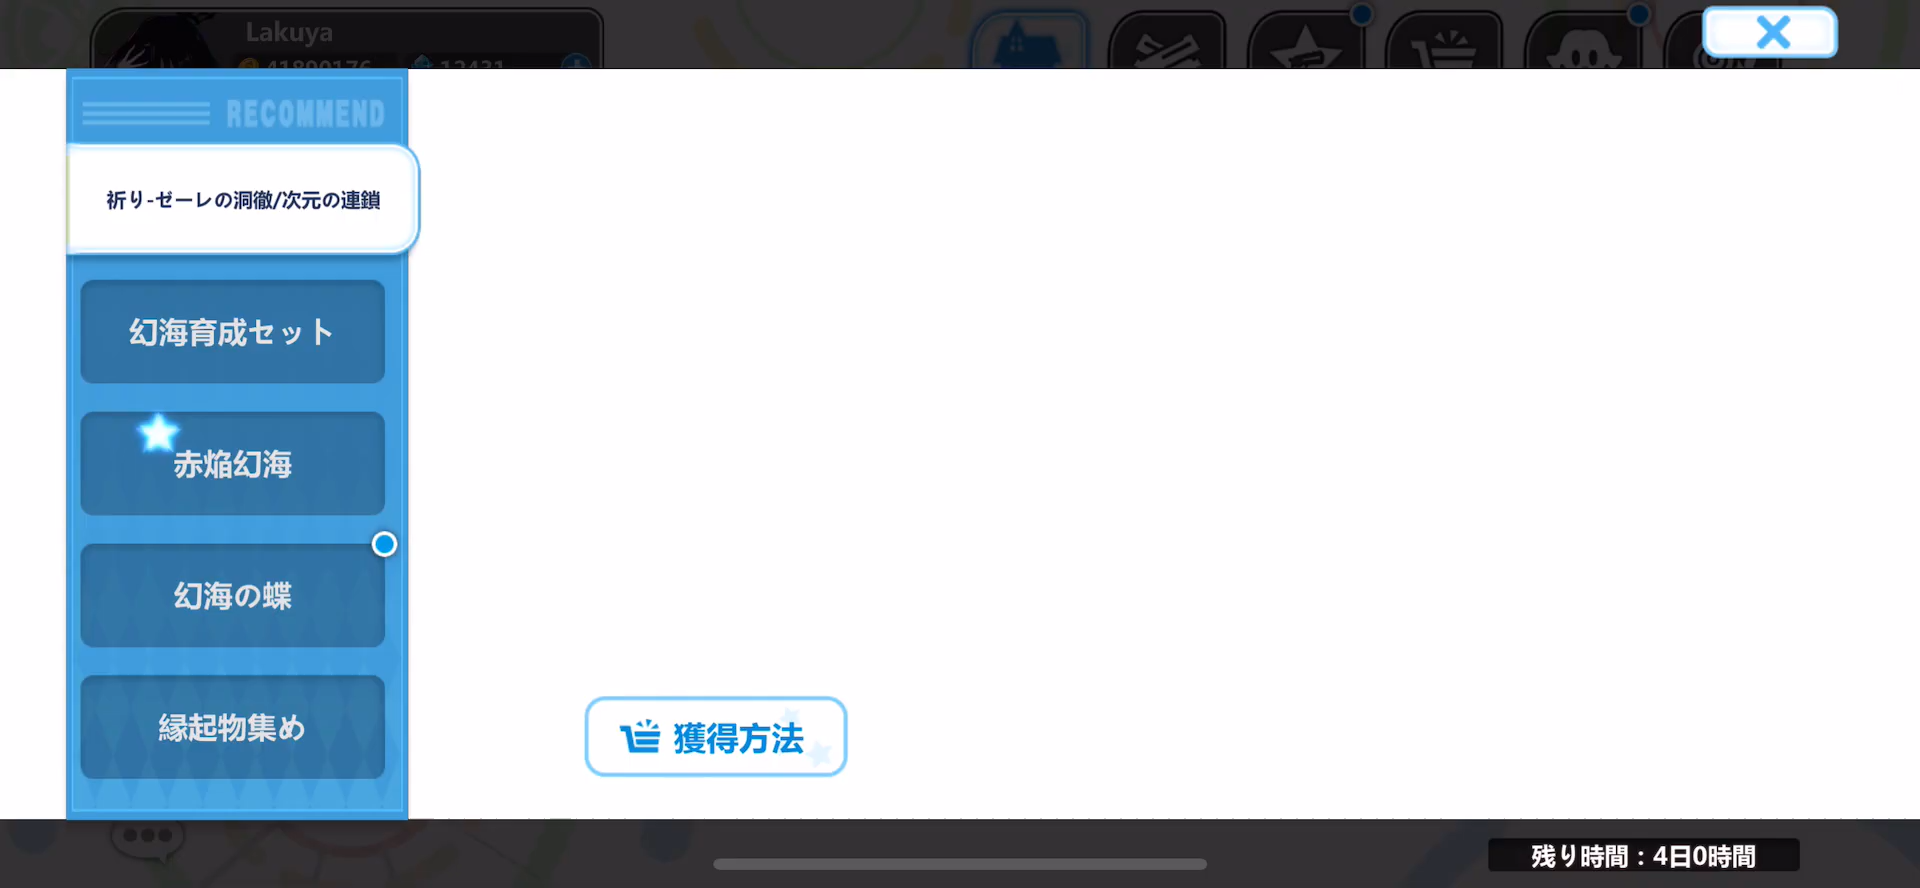 Lakuya
41890176 12431
RECOMMEND
祈り-ゼーレの洞徹/次元の連鎖
幻海育成セット
赤焔幻海
幻海の蝶
縁起物集め
獲得方法
残り時間：4日0時間